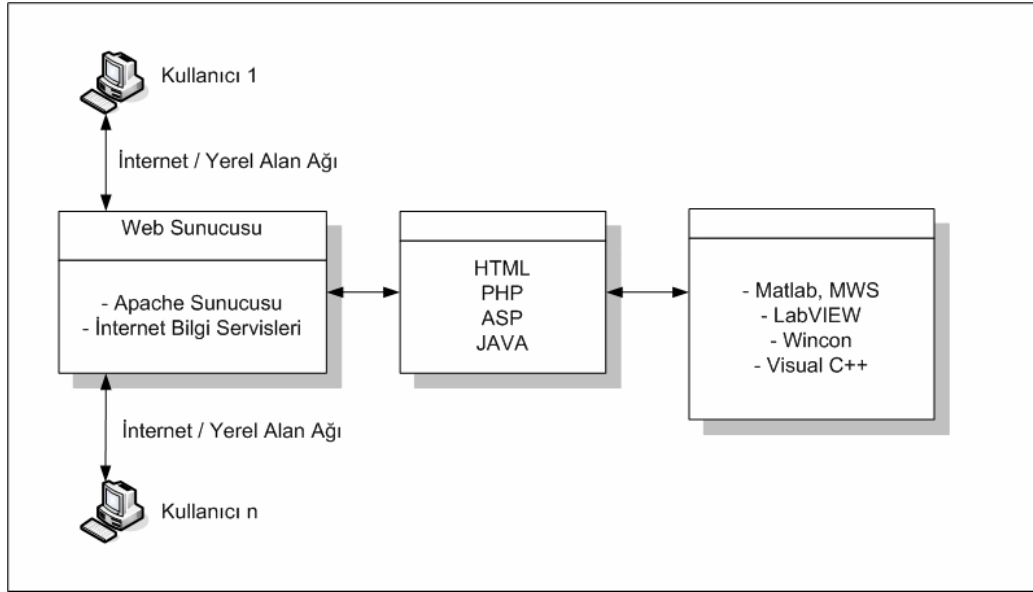 Kullanıcı 1
İnternet / Yerel Alan Ağı
Web Sunucusu
- Apache Sunucusu
- İnternet Bilgi Servisleri
HTML
PHP
ASP
JAVA
- Matlab, MWS
- LabVIEW
- Wincon
- Visual C++
İnternet / Yerel Alan Ağı
Kullanıcı n